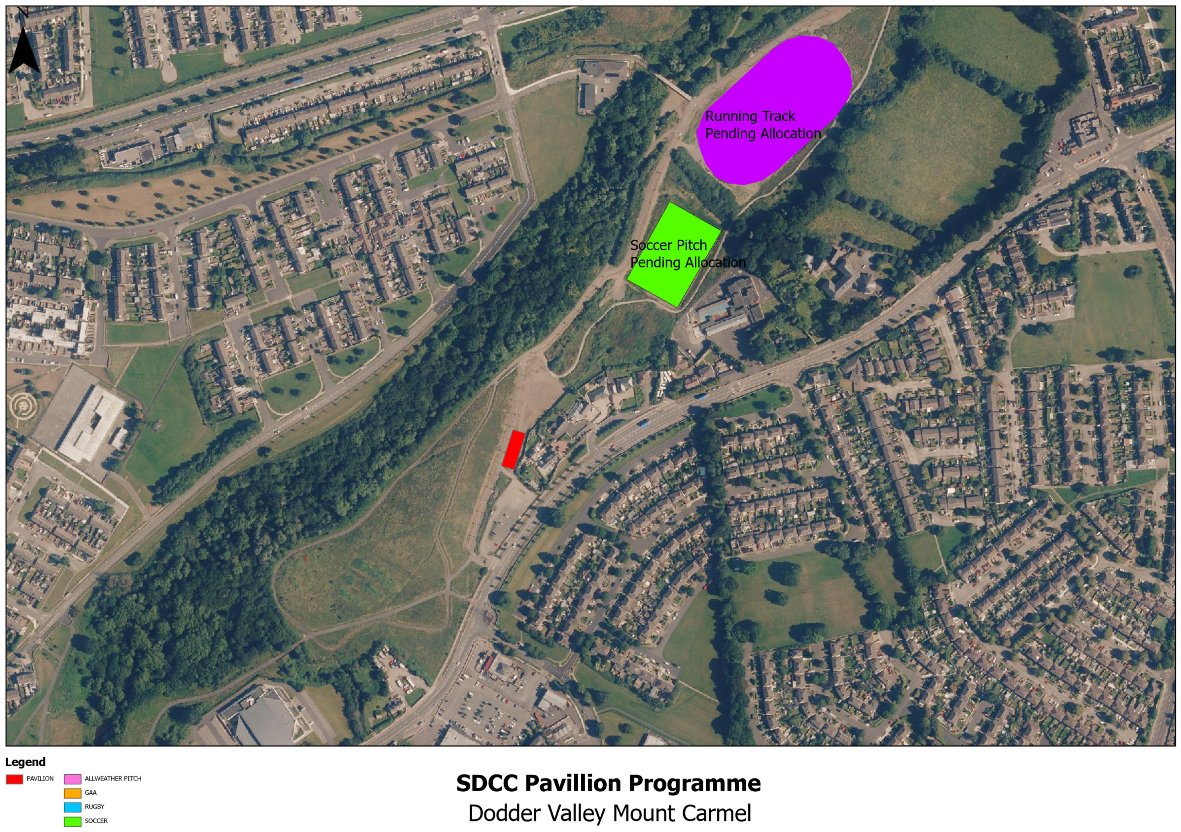 N
Running Track
Pending Allocation
Soccer Pitch
Pending Allocation
Legend
PAVILION
ALLWEATHER PITCH
GAA
RUGBY
SOCCER
SDCC Pavillion Programme
Dodder Valley Mount Carmel